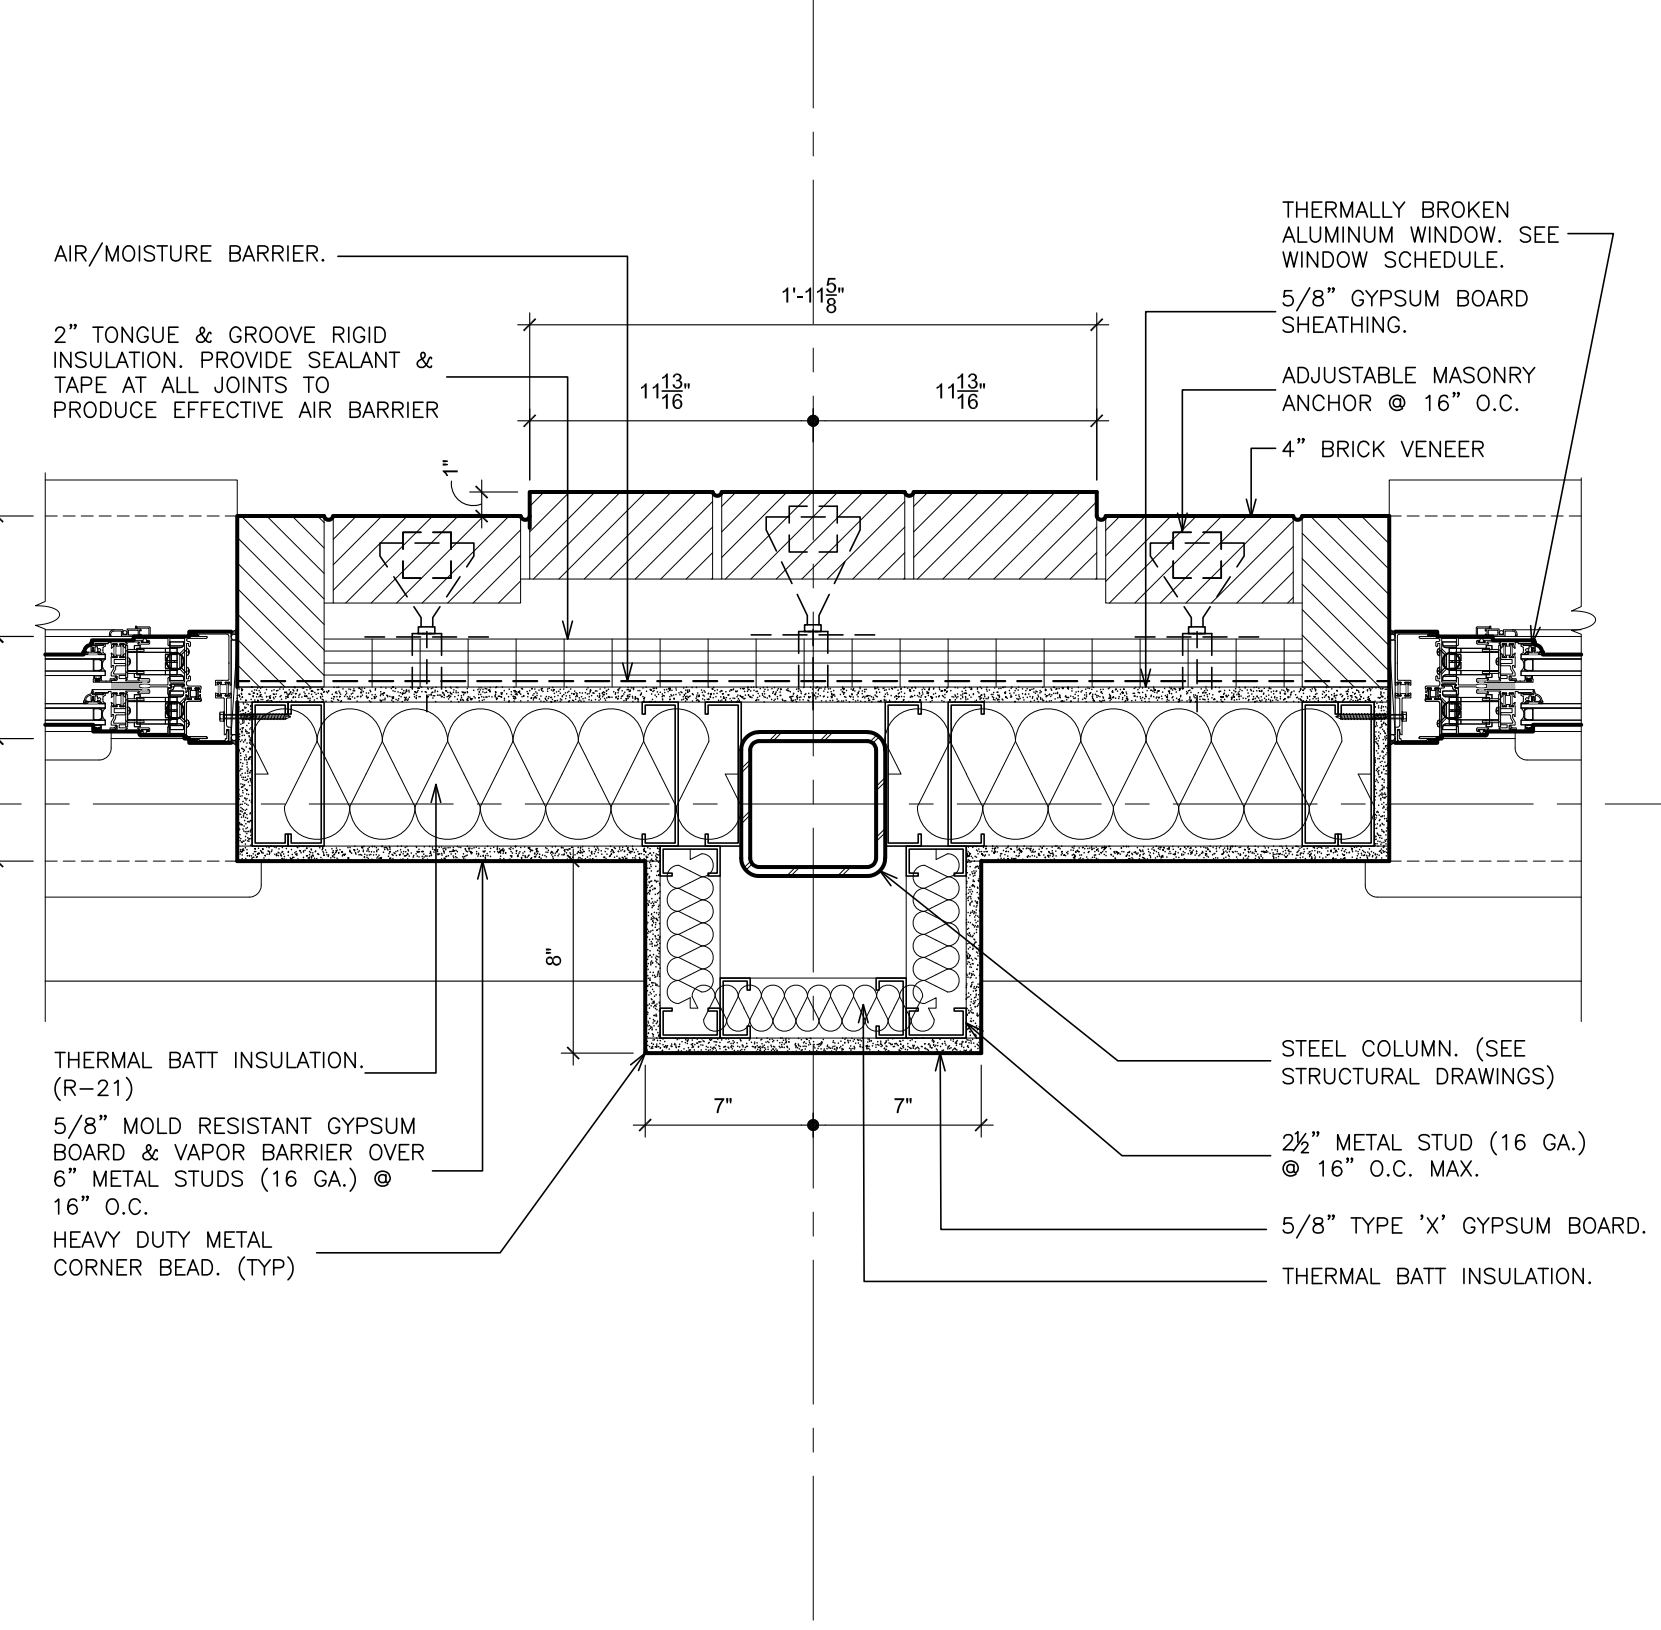 AIR/MOISTURE BARRIER.
2” TONGUE & GROOVE RIGID
INSULATION. PROVIDE SEALANT &
TAPE AT ALL JOINTS TO
PRODUCE EFFECTIVE AIR BARRIER
1'-11 5/8"
11 13/16"
11 13/16"
1"
THERMALLY BROKEN
ALUMINUM WINDOW. SEE
WINDOW SCHEDULE.
5/8” GYPSUM BOARD
SHEATHING.
ADJUSTABLE MASONRY
ANCHOR @ 16” O.C.
4” BRICK VENEER
8"
7"
7"
THERMAL BATT INSULATION.
(R-21)
5/8” MOLD RESISTANT GYPSUM
BOARD & VAPOR BARRIER OVER
6” METAL STUDS (16 GA.) @
16” O.C.
HEAVY DUTY METAL
CORNER BEAD. (TYP)
STEEL COLUMN. (SEE
STRUCTURAL DRAWINGS)
2½” METAL STUD (16 GA.)
@ 16” O.C. MAX.
5/8” TYPE 'X' GYPSUM BOARD.
THERMAL BATT INSULATION.